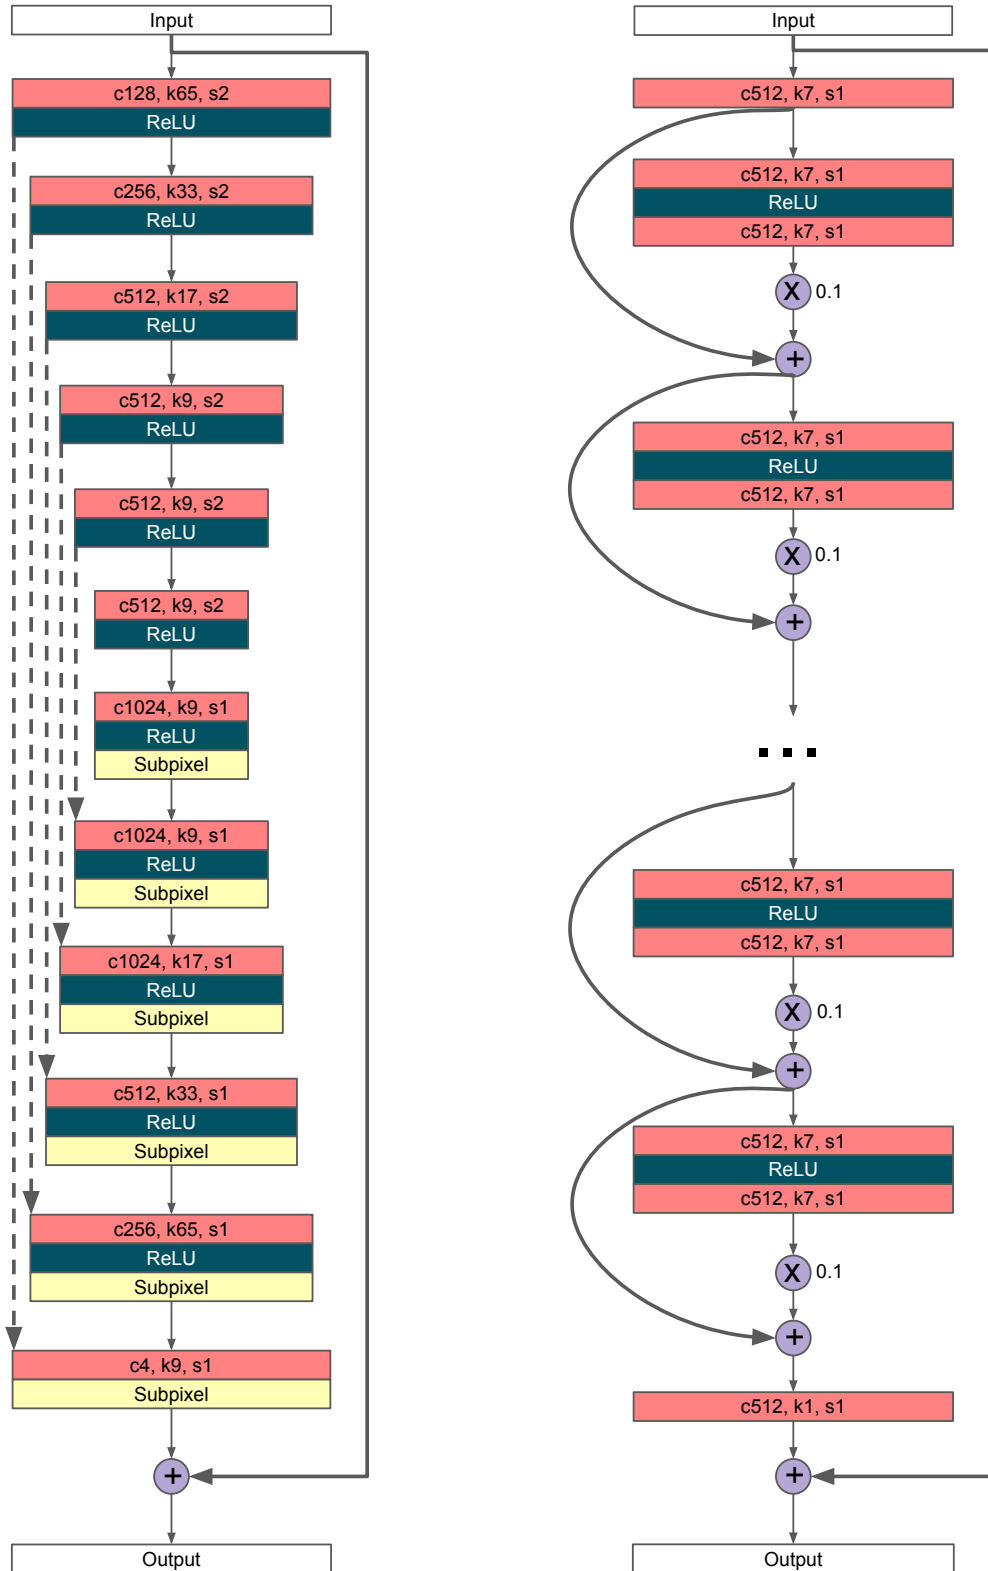 Input
c128, k65, s2
ReLU
c256, k33, s2
ReLU
c512, k17, s2
ReLU
c512, k9, s2
ReLU
c512, k9, s2
ReLU
c512, k9, s2
ReLU
c1024, k9, s1
ReLU
Subpixel
c1024, k9, s1
ReLU
Subpixel
c1024, k17, s1
ReLU
Subpixel
c512, k33, s1
ReLU
Subpixel
c256, k65, s1
ReLU
Subpixel
c4, k9, s1
Subpixel
+
Output
Input
c512, k7, s1
c512, k7, s1
ReLU
c512, k7, s1
X 0.1
+
c512, k7, s1
ReLU
c512, k7, s1
X 0.1
+
...
c512, k7, s1
ReLU
c512, k7, s1
X 0.1
+
c512, k7, s1
ReLU
c512, k7, s1
X 0.1
+
c512, k1, s1
+
Output